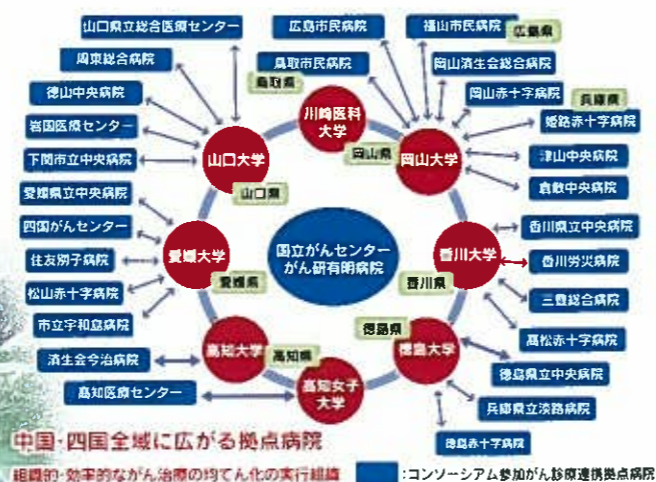 山口県立総合医療センター
広島市民病院
福山市民病院
広島県
周東総合病院
鳥取市民病院
岡山済生会総合病院
鳥取県
徳山中央病院
岡山赤十字病院
兵庫県
川崎医科
大学
岩国医療センター
姫路赤十字病院
山口大学
岡山県
岡山大学
下関市立中央病院
津山中央病院
山口県
倉敷中央病院
愛媛県立中央病院
香川県立中央病院
四国がんセンター
国立がんセンター
がん研有明病院
愛媛大学
香川大学
住友別子病院
香川労災病院
愛媛県
香川県
松山赤十字病院
三豊総合病院
市立宇和島病院
徳島県
高松赤十字病院
高知大学
高知県
徳島大学
済生会今治病院
徳島県立中央病院
高知医療センター
高知女子
大学
兵庫県立淡路病院
中国・四国全域に広がる拠点病院
徳島赤十字病院
組織的・効率的ながん治療の均てん化の実行組織
:コンソーシアム参加がん診療連携拠点病院